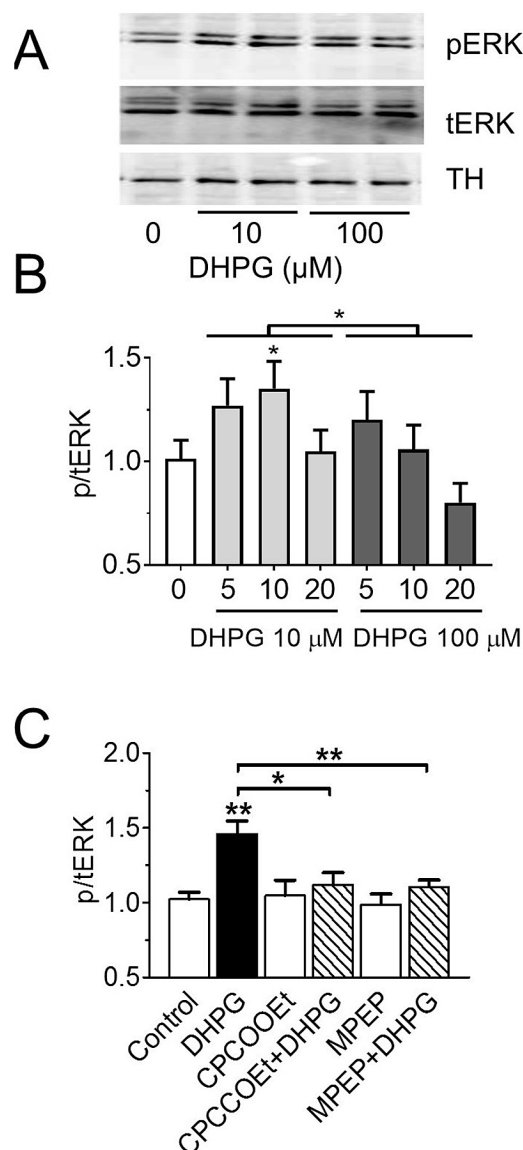 A
pERK
tERK
TH
0 10 100
DHPG (µM)
B
*
*
1.5
1.0
0.5
p/tERK
0 5 10 20 5 10 20
DHPG 10 µM DHPG 100 µM
C
**
*
**
2.0
1.5
1.0
0.5
p/tERK
Control
DHPG
CPCOOEt
CPCCOEt+DHPG
MPEP
MPEP+DHPG